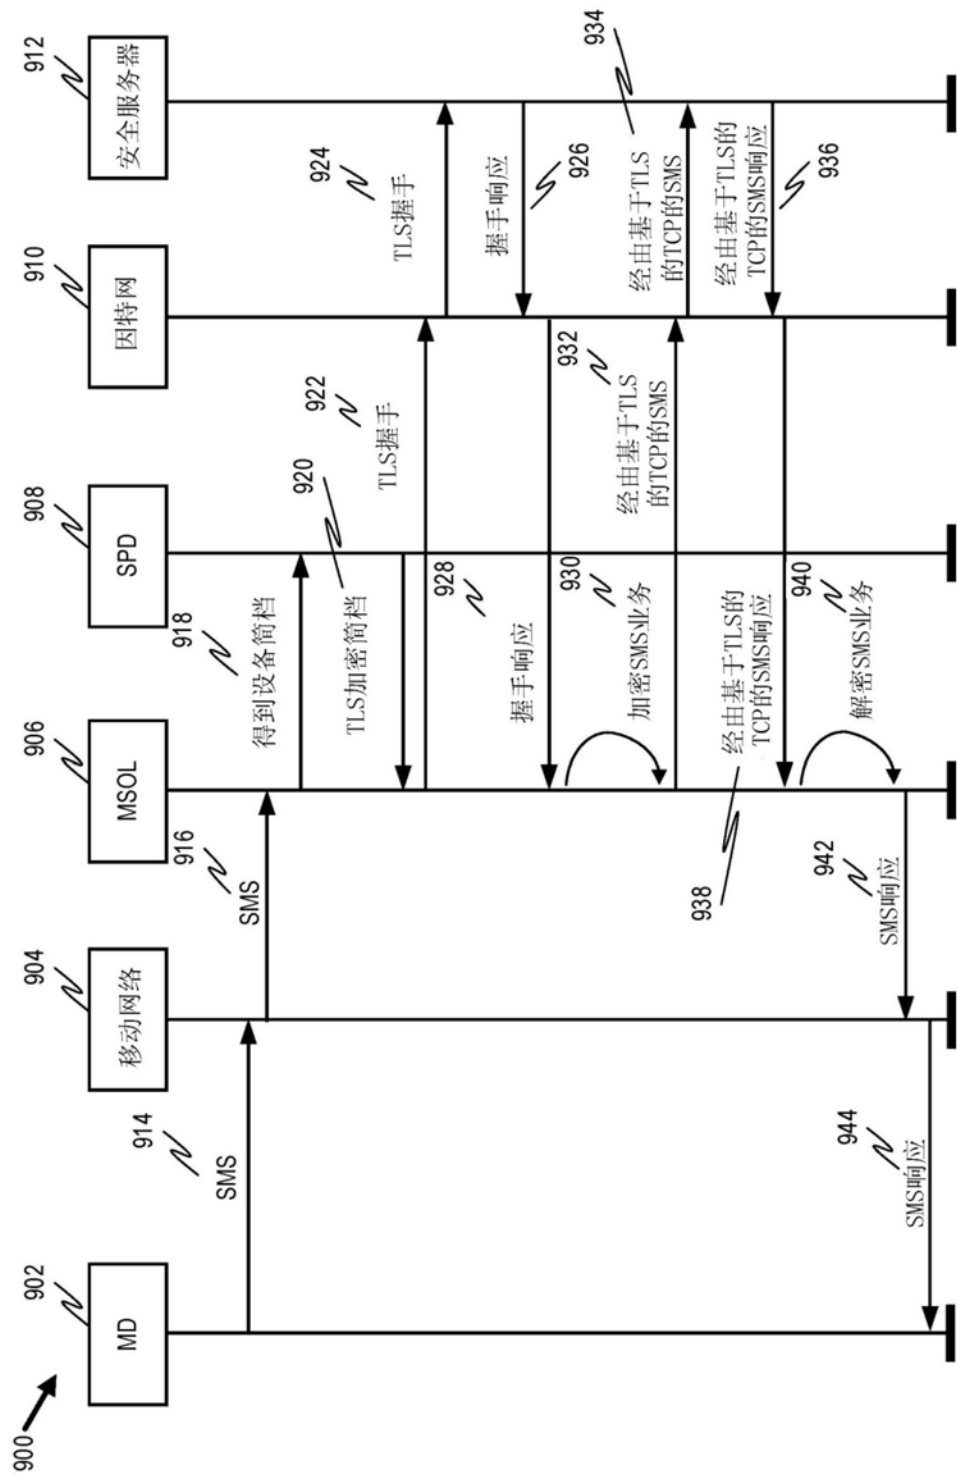 900
902
MD
904
移动网络
906
MSOL
908
SPD
910
因特网
912
安全服务器
914
SMS
916
SMS
918
得到设备简档
920
TLS加密简档
922
TLS握手
924
TLS握手
926
握手响应
928
握手响应
930
加密SMS业务
932
经由基于TLS
的TCP的SMS
934
经由基于TLS
的TCP的SMS
936
经由基于TLS的
TCP的SMS响应
938
经由基于TLS的
TCP的SMS响应
940
解密SMS业务
942
SMS响应
944
SMS响应